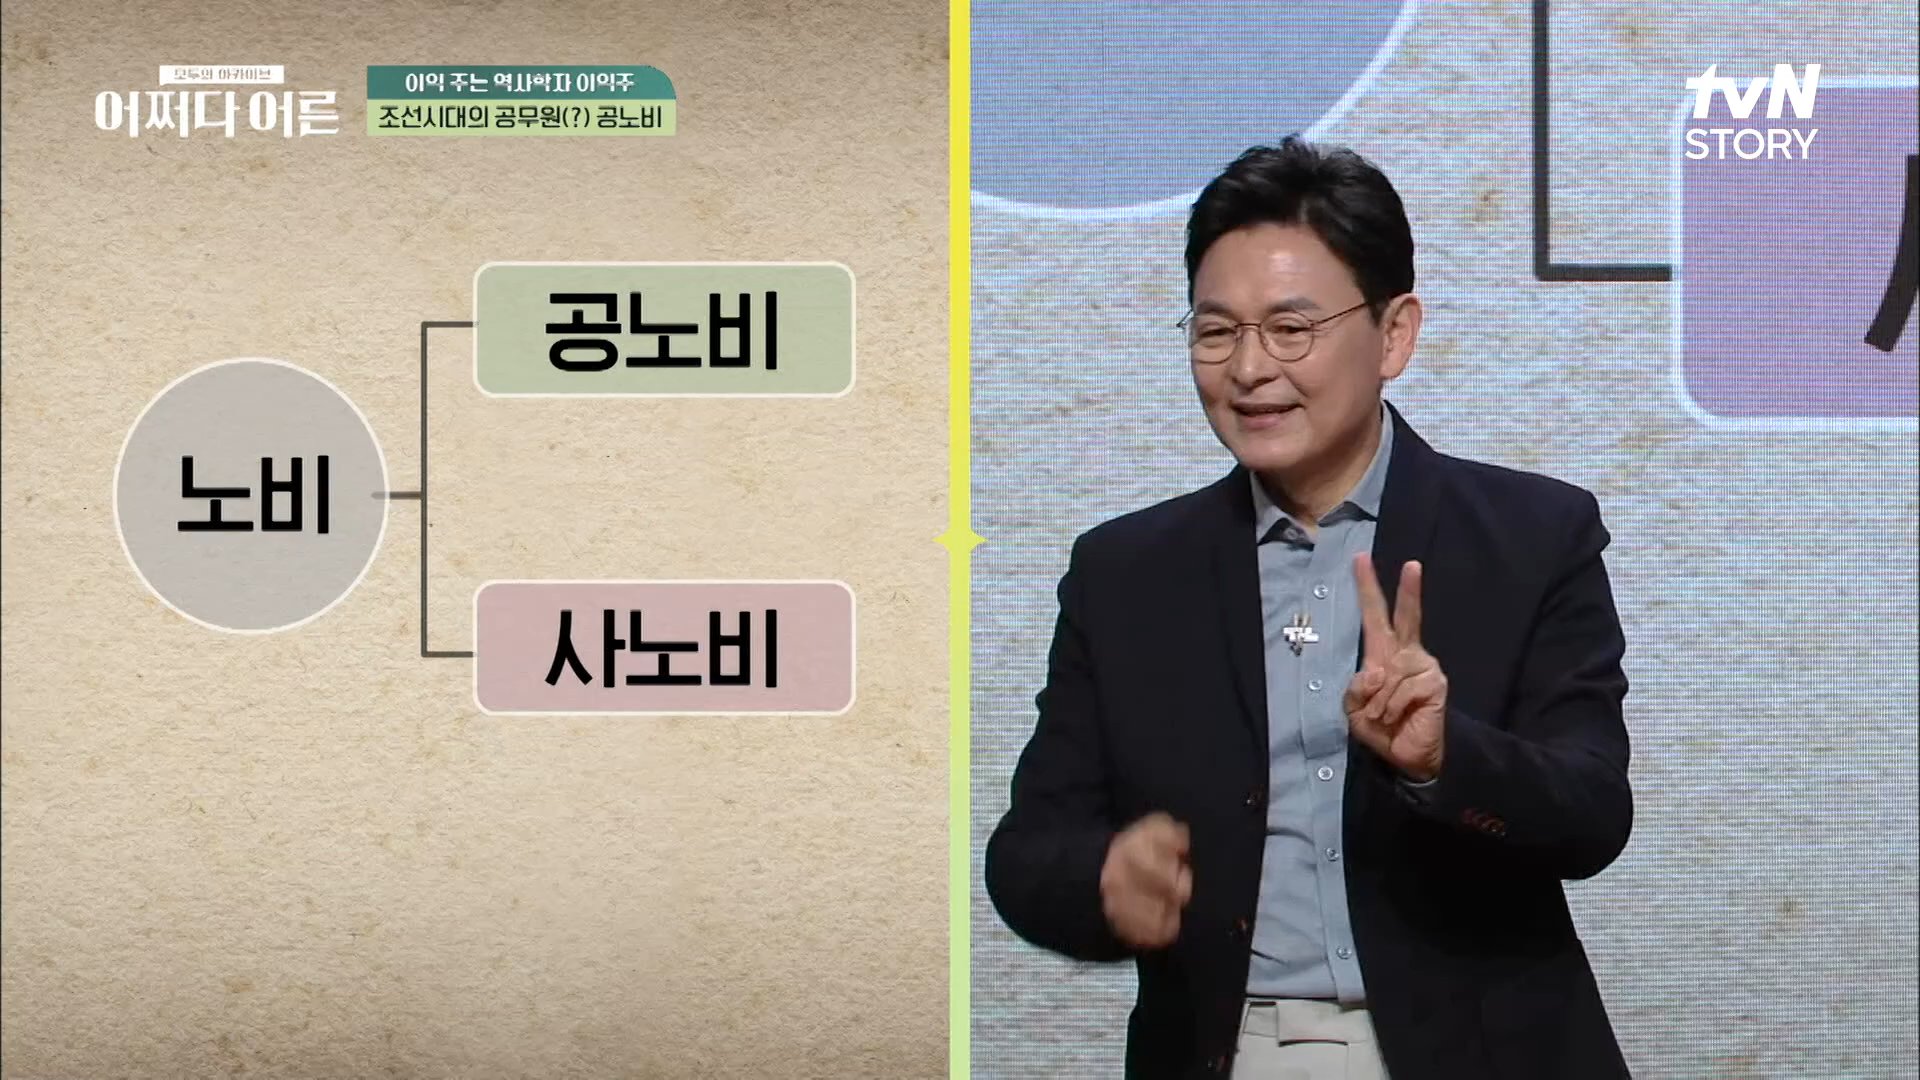 모두의 아카이브
어쩌다 어른
이익 주는 역사학자 이익주
조선시대의 공무원(?) 공노비
tvN
STORY
공노비
노비
사노비